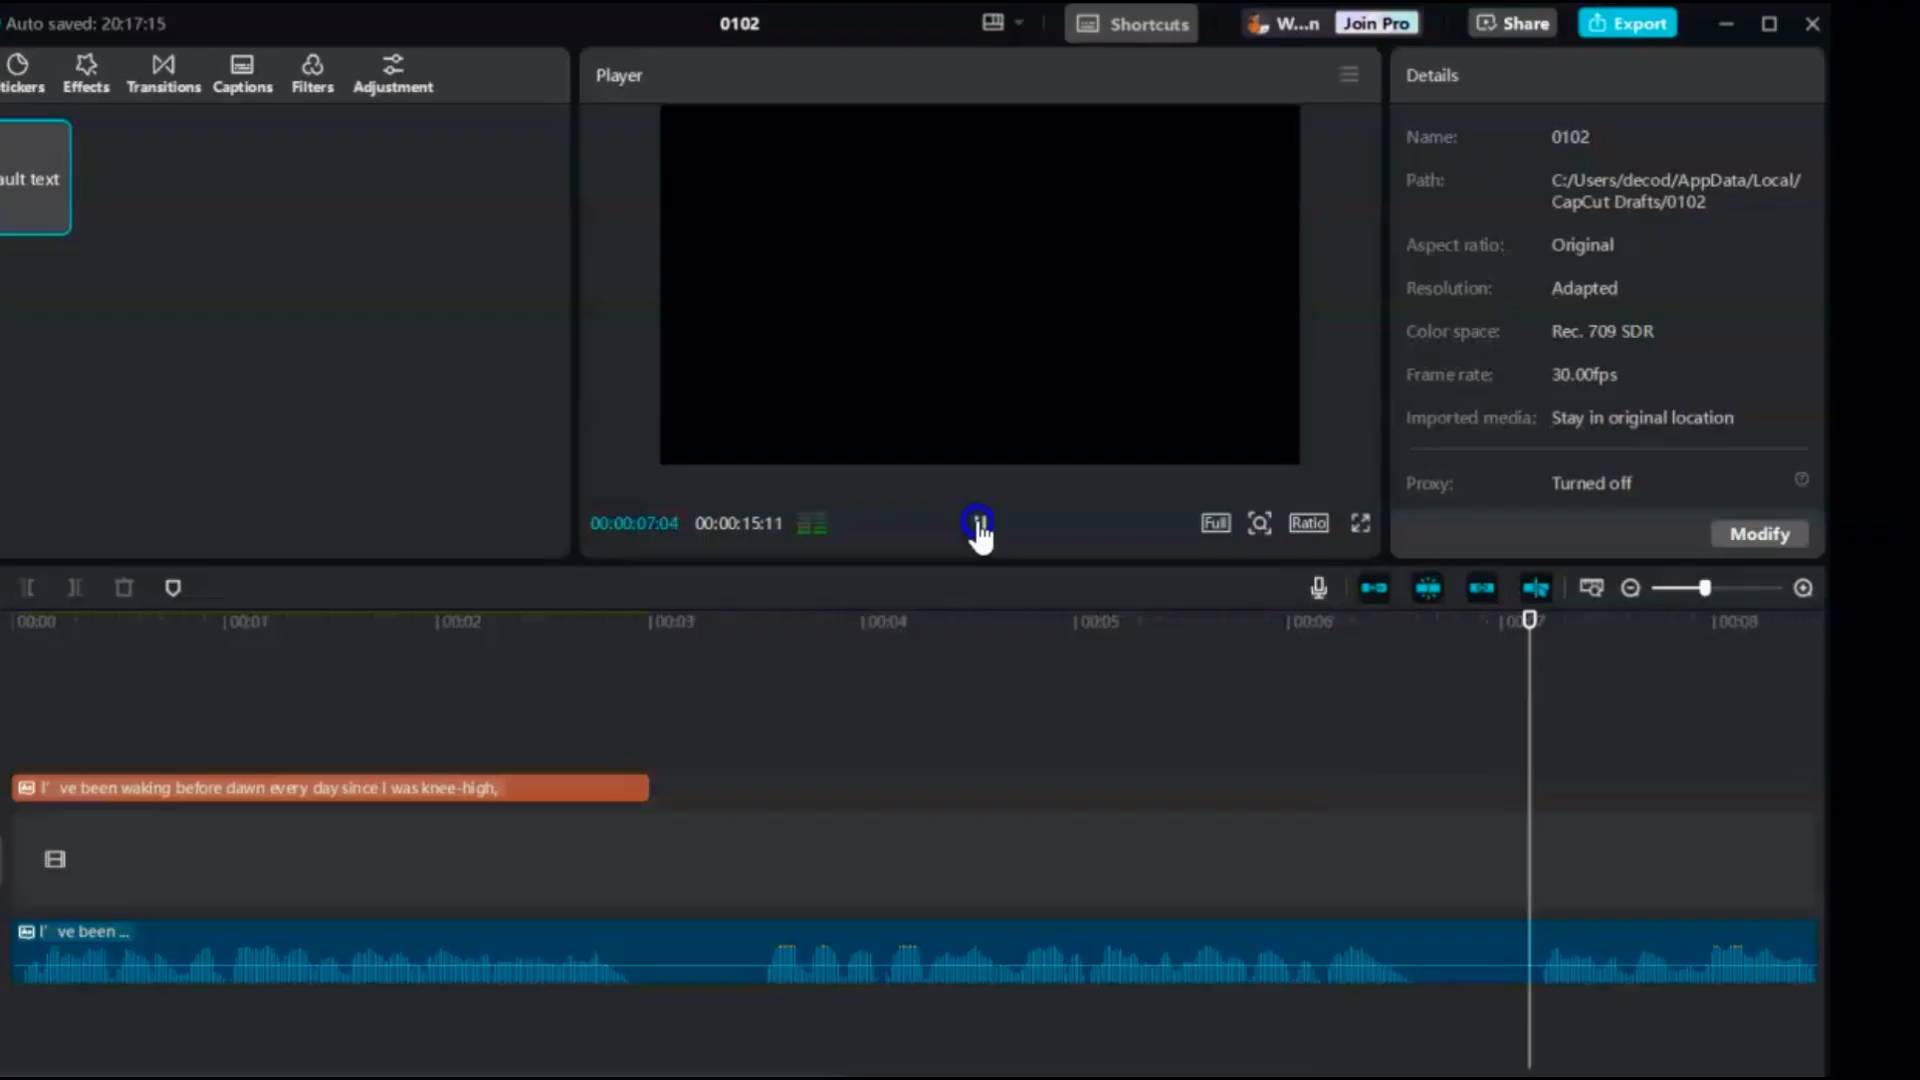 Auto saved: 20:17:15
0102
Shortcuts
W...n
Join Pro
Share
Export
tickers
Effects
Transitions
Captions
Filters
Adjustment
Player
Details
ault text
Name: 0102
Path: C:/Users/decod/AppData/Local/
CapCut Drafts/0102
Aspect ratio: Original
Resolution: Adapted
Color space: Rec. 709 SDR
Frame rate: 30.00fps
Imported media: Stay in original location
Proxy: Turned off
Modify
00:00:07:04 00:00:15:11
Full
Ratio
00:00 00:01 00:02 00:03 00:04 00:05 00:06 00:08
I' ve been waking before dawn every day since I was knee-high,
I' ve been ...